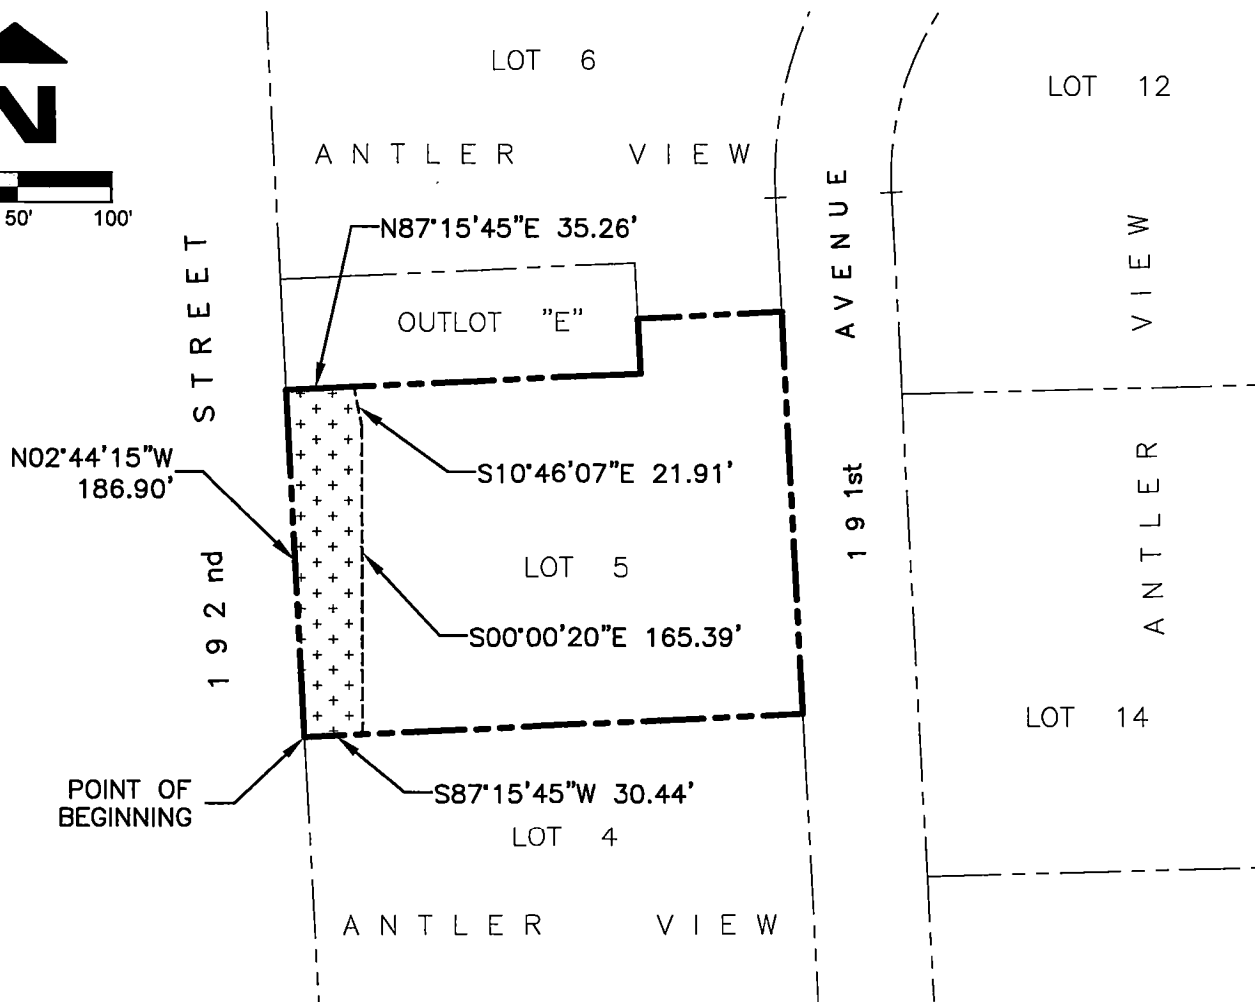 LOT 6
LOT 12
N
ANTLER VIEW
50' 100'
N87°15'45"E 35.26'
192nd STREET
191st AVENUE
ANTLER VIEW
OUTLOT "E"
N02°44'15"W
186.90'
S10°46'07"E 21.91'
LOT 5
S00°00'20"E 165.39'
LOT 14
POINT OF
BEGINNING
S87°15'45"W 30.44'
LOT 4
ANTLER VIEW